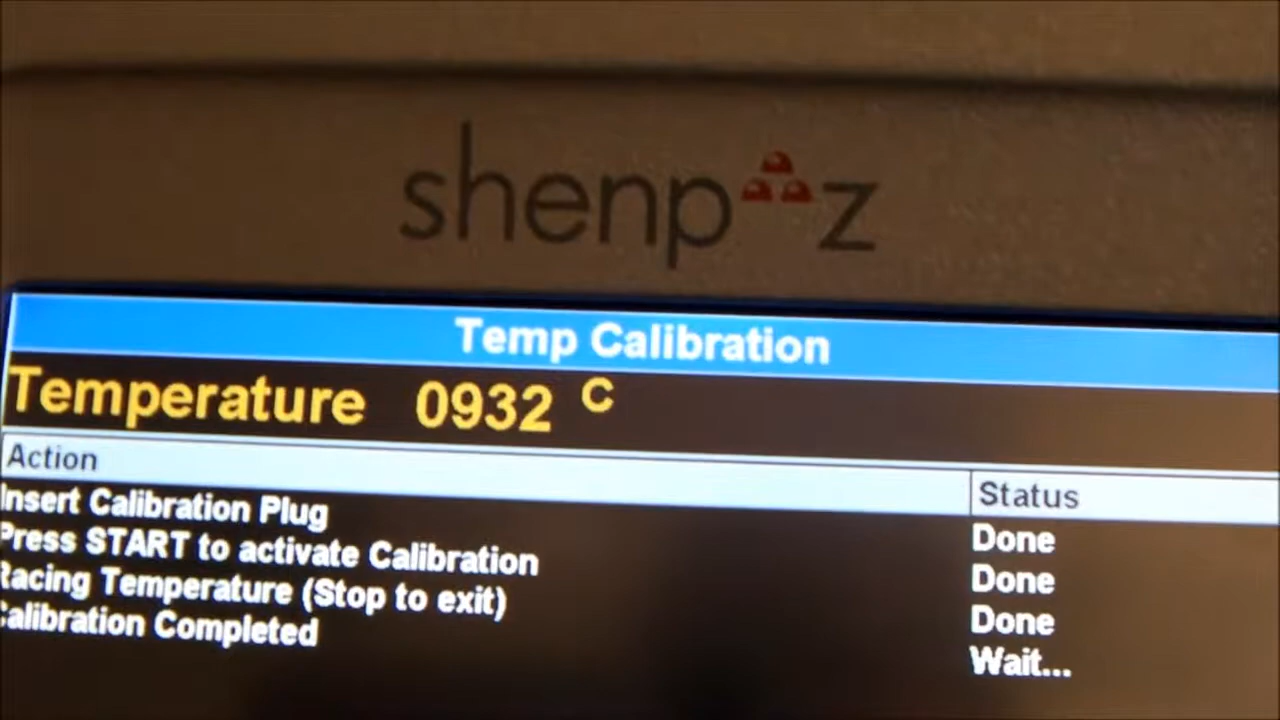 shenpaz
Temp Calibration
Temperature 0932 C
Action Status
Insert Calibration Plug Done
Press START to activate Calibration Done
Racing Temperature (Stop to exit) Done
Calibration Completed Wait...